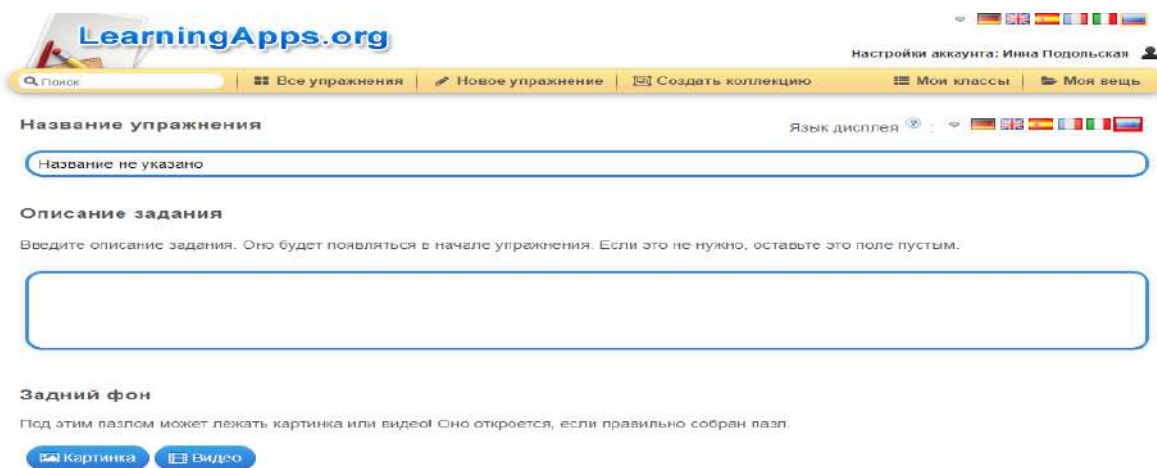 LearningApps.org
Настройки аккаунта: Инна Подольская
Поиск
Все упражнения
Новое упражнение
Создать коллекцию
Мои классы
Моя вещь
Название упражнения
Язык дисплея ? :
Название не указано
Описание задания
Введите описание задания. Оно будет появляться в начале упражнения. Если это не нужно, оставьте это поле пустым.
Задний фон
Под этим пазлом может лежать картинка или видео! Оно откроется, если правильно собран пазл.
Картинка
Видео